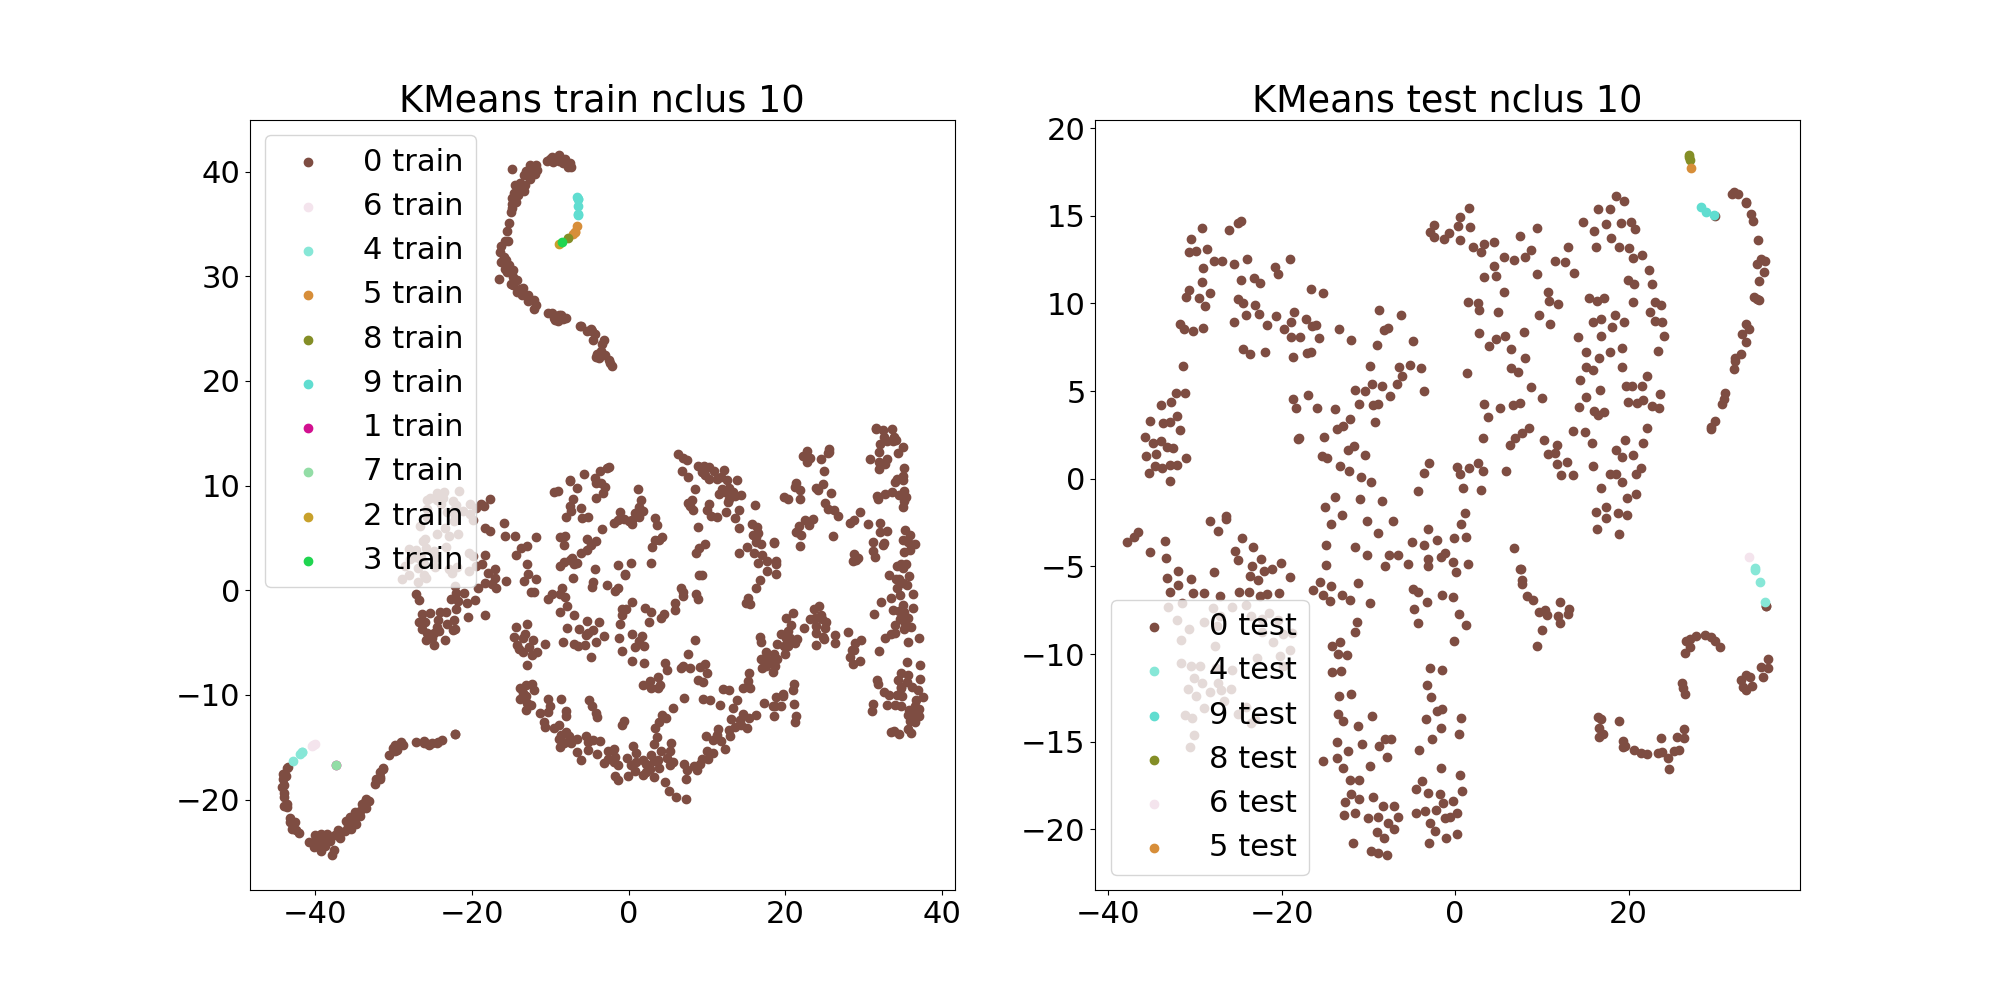 KMeans train nclus 10
40
30
20
10
0
−10
−20
−40
−20
0
20
40
0 train
6 train
4 train
5 train
8 train
9 train
1 train
7 train
2 train
3 train
KMeans test nclus 10
20
15
10
5
0
−5
−10
−15
−20
−40
−20
0
20
0 test
4 test
9 test
8 test
6 test
5 test